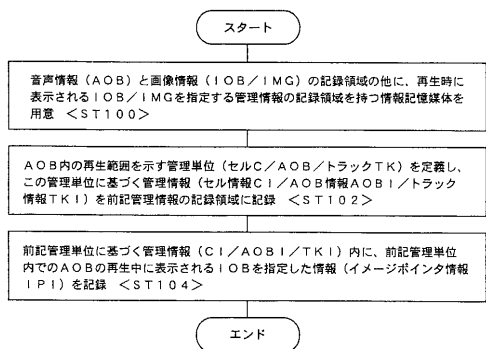 スタート
音声情報（AOB）と画像情報（IOB／IMG）の記録領域の他に、再生時に
表示されるIOB／IMGを指定する管理情報の記録領域を持つ情報記憶媒体を
用意 ＜ST100＞
AOB内の再生範囲を示す管理単位（セルC／AOB／トラックTK）を定義し、
この管理単位に基づく管理情報（セル情報CI／AOB情報AOBI／トラック
情報TKI）を前記管理情報の記録領域に記録 ＜ST102＞
前記管理単位に基づく管理情報（CI／AOBI／TKI）内に、前記管理単位
内でのAOBの再生中に表示されるIOBを指定した情報（イメージポインタ情報
IPI）を記録 ＜ST104＞
エンド